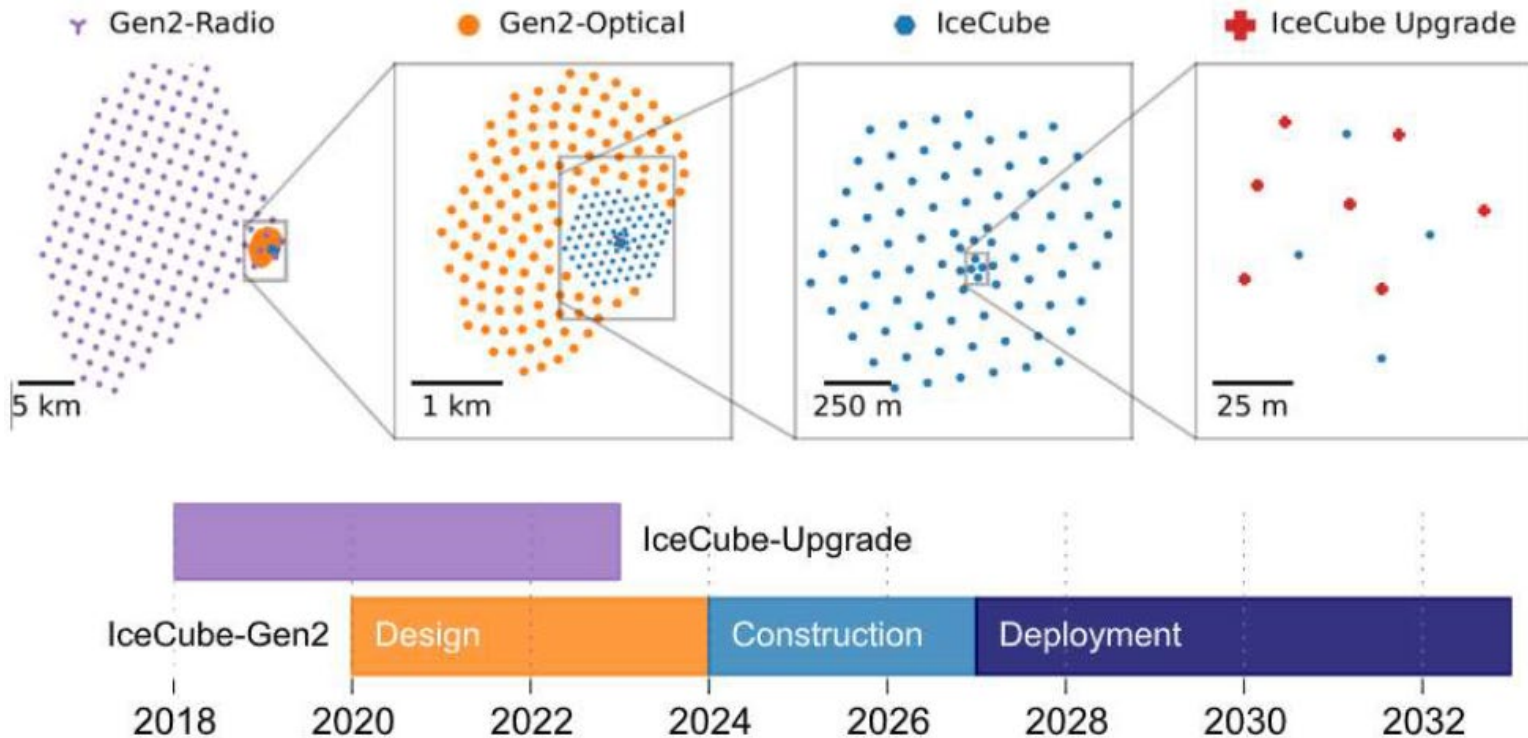 Gen2-Radio
Gen2-Optical
IceCube
IceCube Upgrade
5 km
1 km
250 m
25 m
IceCube-Upgrade
IceCube-Gen2
Design
Construction
Deployment
2018
2020
2022
2024
2026
2028
2030
2032